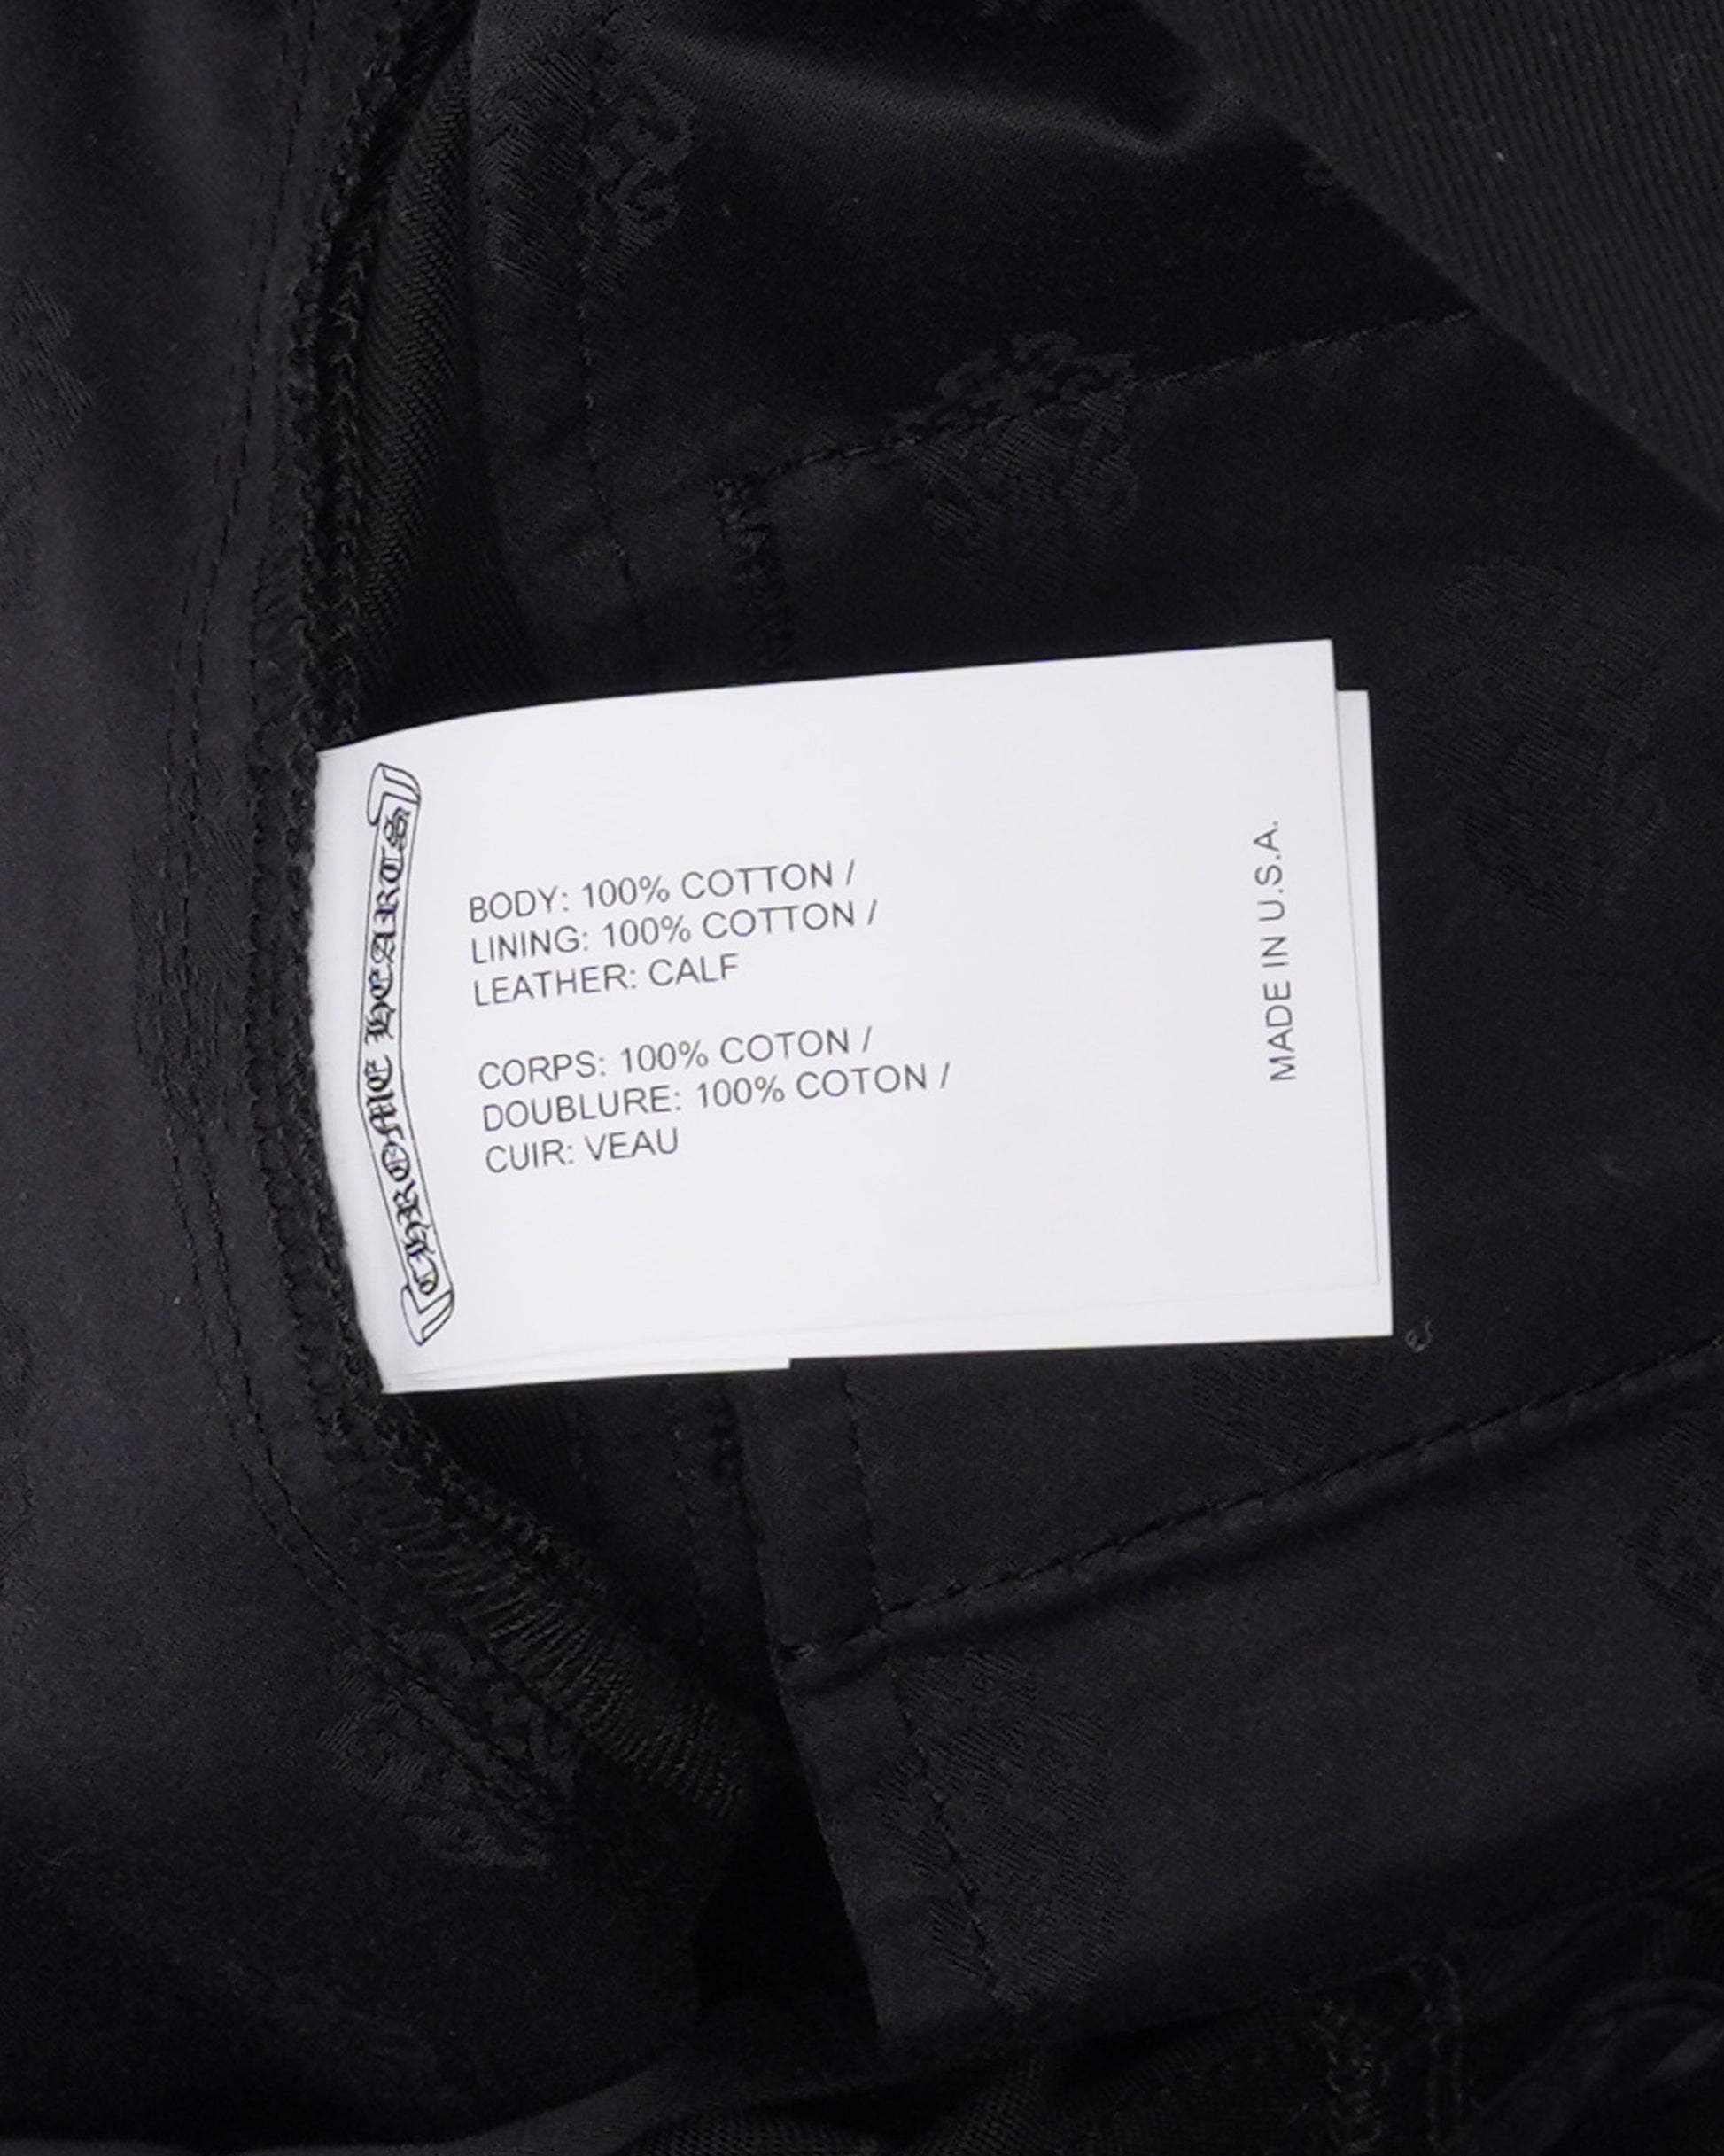 CHROME HEARTS
BODY: 100% COTTON /
LINING: 100% COTTON /
LEATHER: CALF
CORPS: 100% COTON /
DOUBLURE: 100% COTON /
CUIR: VEAU
MADE IN U.S.A.